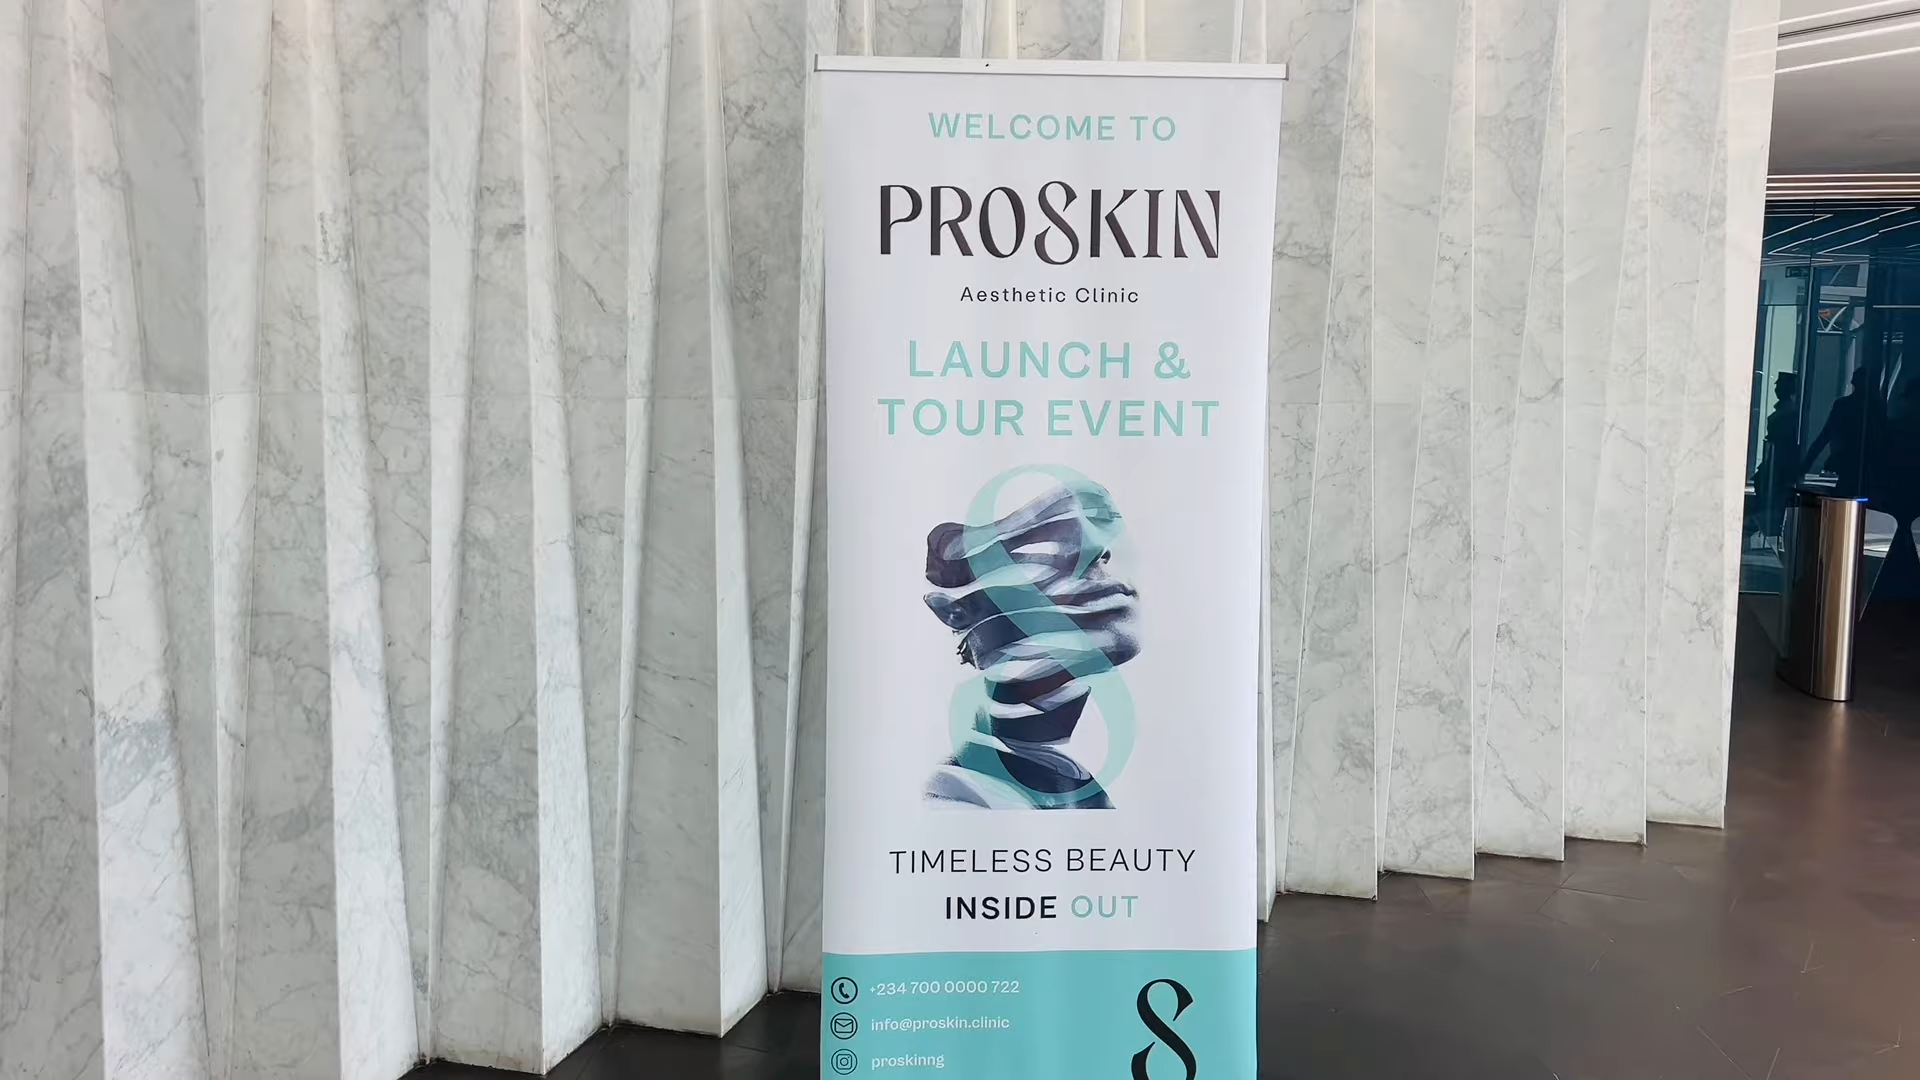 WELCOME TO
PROSKIN
Aesthetic Clinic
LAUNCH &
TOUR EVENT
TIMELESS BEAUTY
INSIDE OUT
+234 700 0000 722
info@proskin.clinic
proskinng